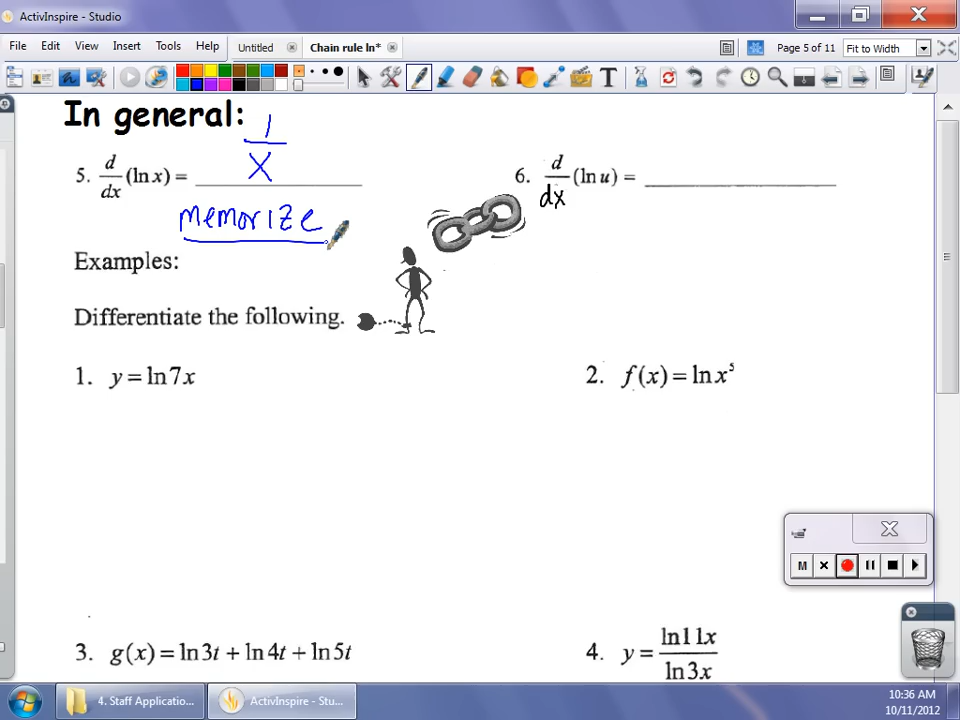 ActivInspire - Studio
File Edit View Insert Tools Help Untitled Chain rule ln* Page 5 of 11 Fit to Width
In general:
5. d/dx (ln x) = 1/x
6. d/dx (ln u) =
memorize
Examples:
Differentiate the following.
1. y = ln 7x
2. f(x) = ln x⁵
M
3. g(x) = ln 3t + ln 4t + ln 5t
4. y = ln 11x / ln 3x
4. Staff Applicatio... ActivInspire - Stu...
10:36 AM
10/11/2012